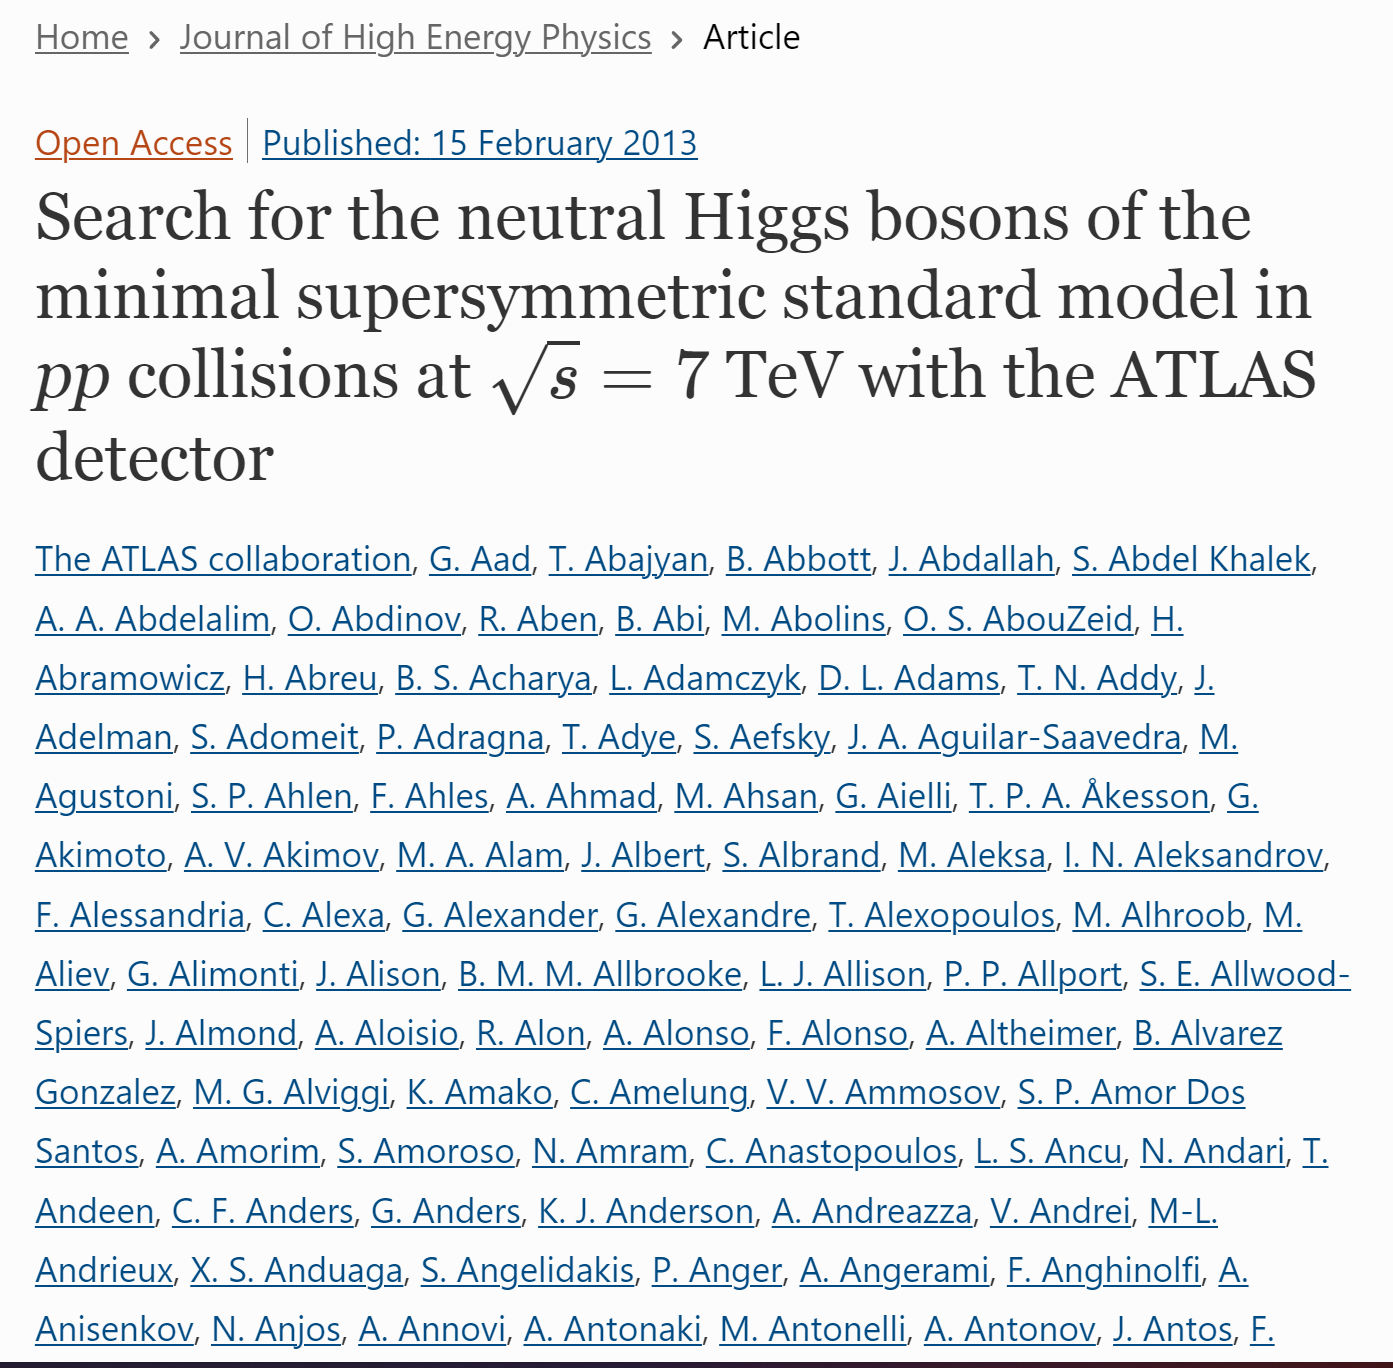 Home › Journal of High Energy Physics › Article
Open Access | Published: 15 February 2013
Search for the neutral Higgs bosons of the
minimal supersymmetric standard model in
pp collisions at √s = 7 TeV with the ATLAS
detector
The ATLAS collaboration, G. Aad, T. Abajyan, B. Abbott, J. Abdallah, S. Abdel Khalek,
A. A. Abdelalim, O. Abdinov, R. Aben, B. Abi, M. Abolins, O. S. AbouZeid, H.
Abramowicz, H. Abreu, B. S. Acharya, L. Adamczyk, D. L. Adams, T. N. Addy, J.
Adelman, S. Adomeit, P. Adragna, T. Adye, S. Aefsky, J. A. Aguilar-Saavedra, M.
Agustoni, S. P. Ahlen, F. Ahles, A. Ahmad, M. Ahsan, G. Aielli, T. P. A. Åkesson, G.
Akimoto, A. V. Akimov, M. A. Alam, J. Albert, S. Albrand, M. Aleksa, I. N. Aleksandrov,
F. Alessandria, C. Alexa, G. Alexander, G. Alexandre, T. Alexopoulos, M. Alhroob, M.
Aliev, G. Alimonti, J. Alison, B. M. M. Allbrooke, L. J. Allison, P. P. Allport, S. E. Allwood-
Spiers, J. Almond, A. Aloisio, R. Alon, A. Alonso, F. Alonso, A. Altheimer, B. Alvarez
Gonzalez, M. G. Alviggi, K. Amako, C. Amelung, V. V. Ammosov, S. P. Amor Dos
Santos, A. Amorim, S. Amoroso, N. Amram, C. Anastopoulos, L. S. Ancu, N. Andari, T.
Andeen, C. F. Anders, G. Anders, K. J. Anderson, A. Andreazza, V. Andrei, M-L.
Andrieux, X. S. Anduaga, S. Angelidakis, P. Anger, A. Angerami, F. Anghinolfi, A.
Anisenkov, N. Anjos, A. Annovi, A. Antonaki, M. Antonelli, A. Antonov, J. Antos, F.